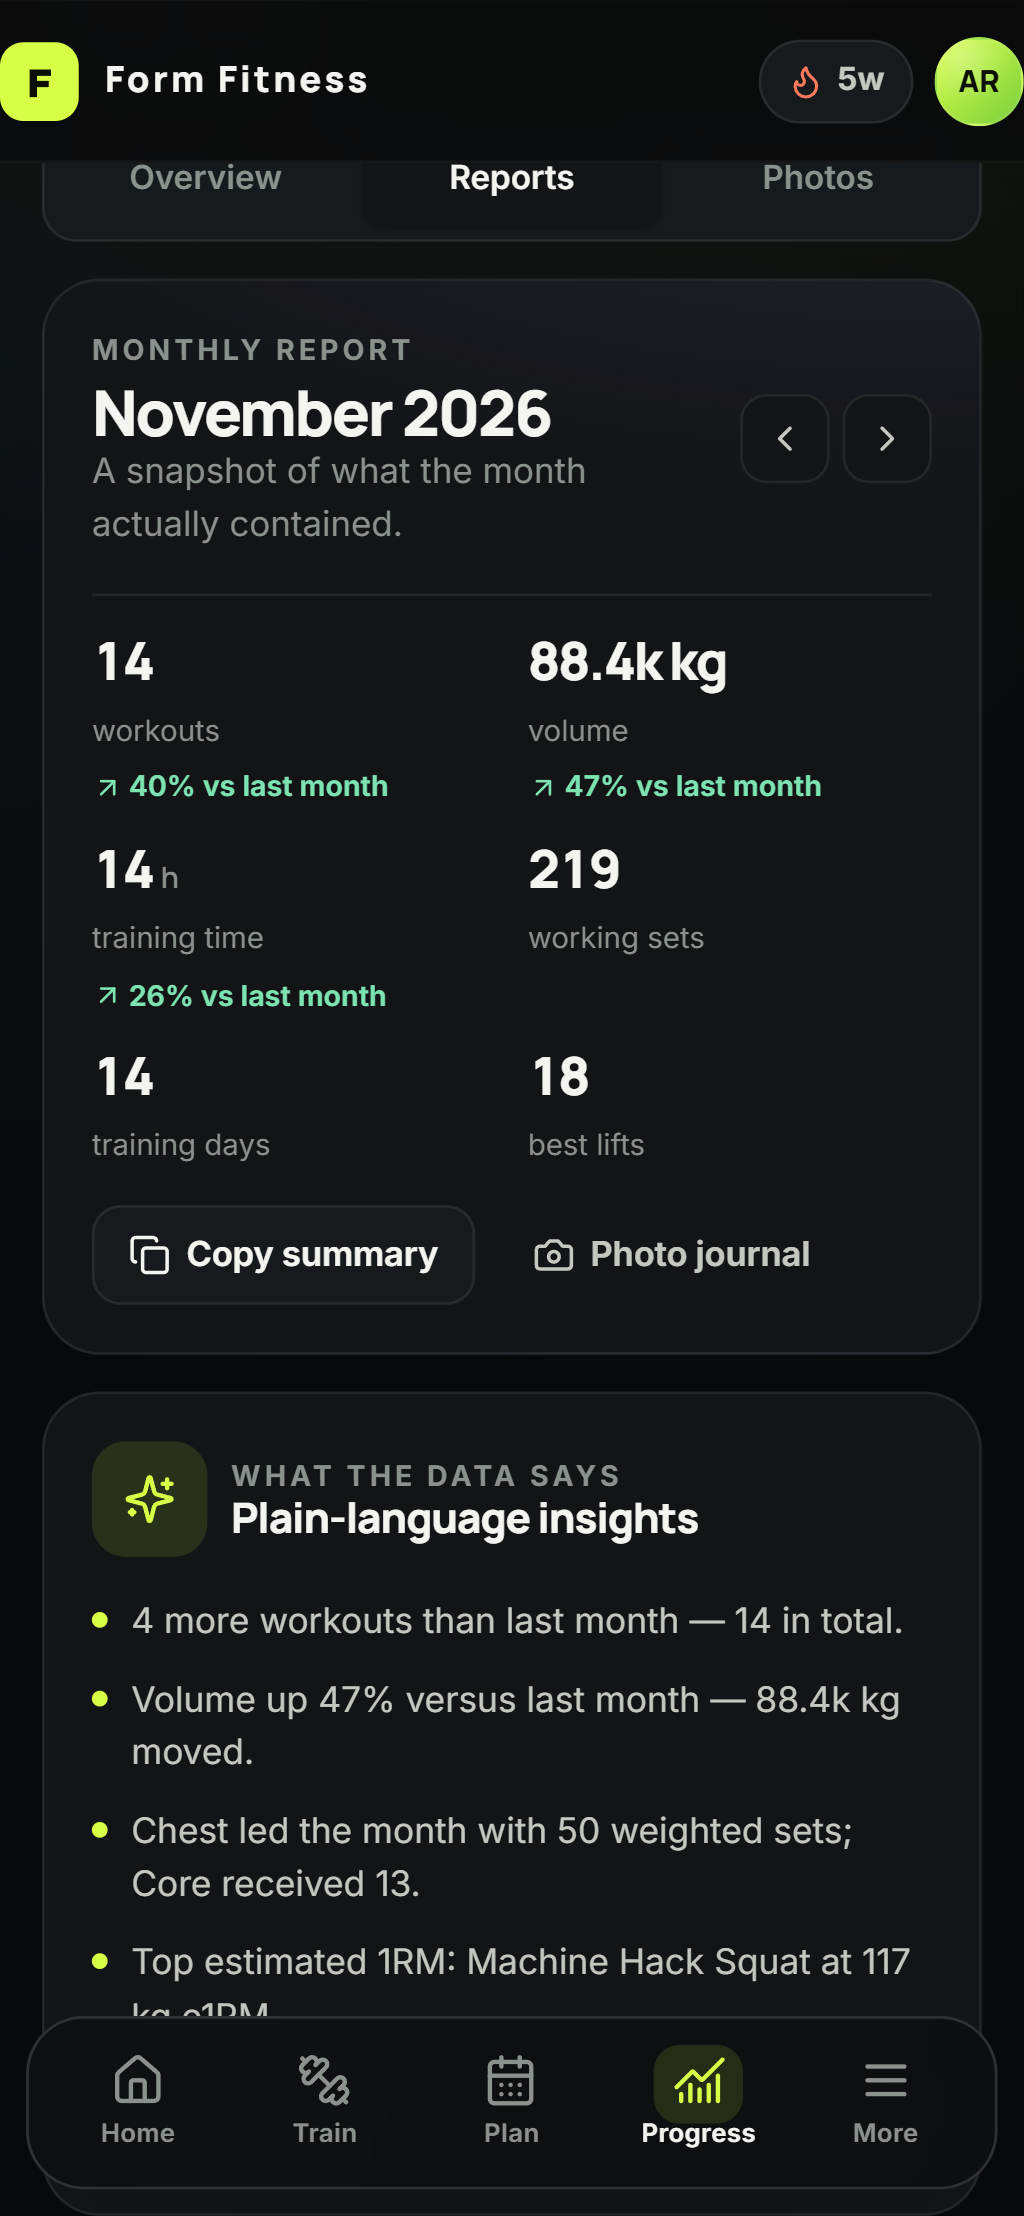 F
Form Fitness
5w
AR
Overview
Reports
Photos
MONTHLY REPORT
November 2026
A snapshot of what the month
actually contained.
14
workouts
40% vs last month
88.4k kg
volume
47% vs last month
14 h
training time
26% vs last month
219
working sets
14
training days
18
best lifts
Copy summary
Photo journal
WHAT THE DATA SAYS
Plain-language insights
4 more workouts than last month — 14 in total.
Volume up 47% versus last month — 88.4k kg
moved.
Chest led the month with 50 weighted sets;
Core received 13.
Top estimated 1RM: Machine Hack Squat at 117
kg e1RM
Home
Train
Plan
Progress
More